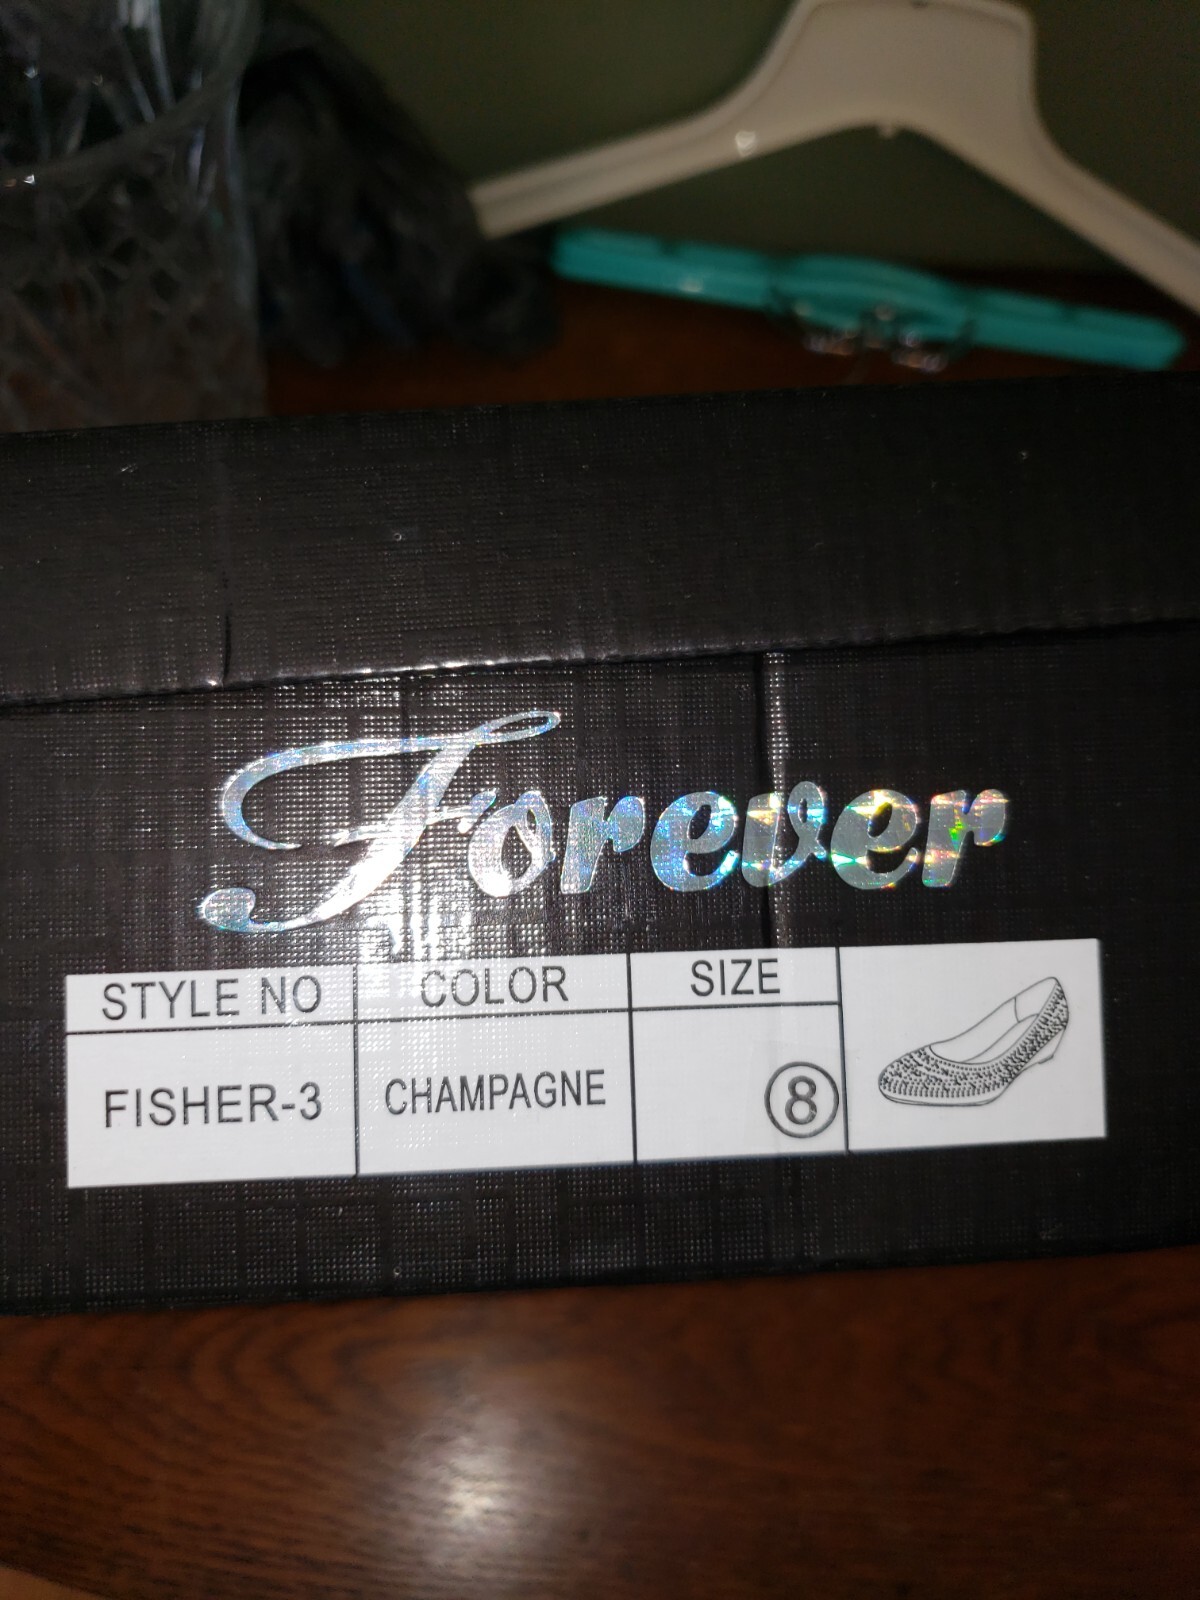 Forever
STYLE NO COLOR SIZE
FISHER-3 CHAMPAGNE 8